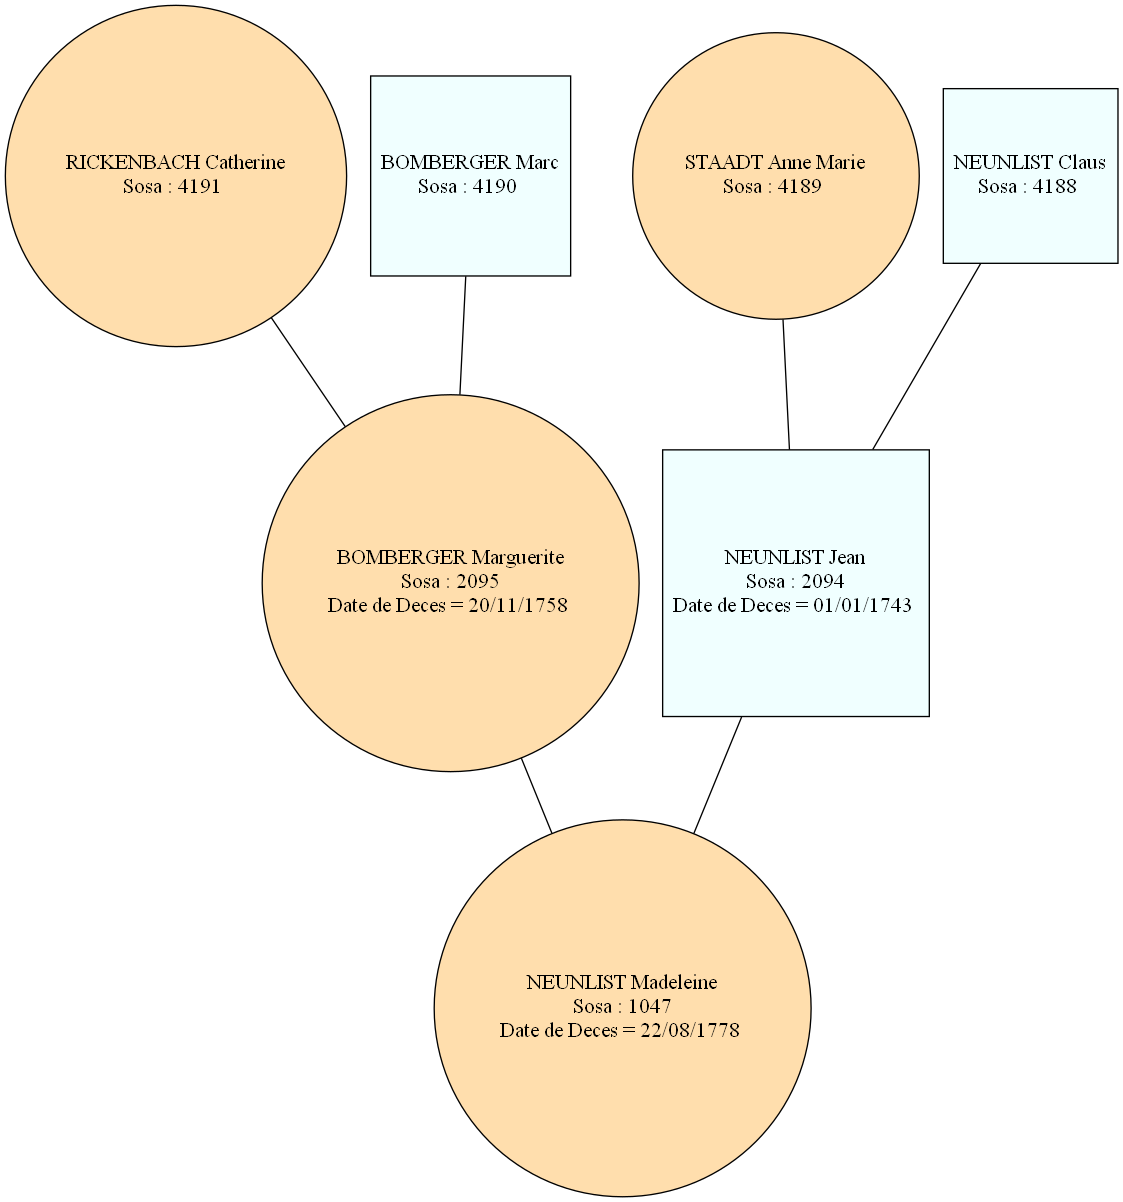 RICKENBACH Catherine
Sosa : 4191
BOMBERGER Marc
Sosa : 4190
STAADT Anne Marie
Sosa : 4189
NEUNLIST Claus
Sosa : 4188
BOMBERGER Marguerite
Sosa : 2095
Date de Deces = 20/11/1758
NEUNLIST Jean
Sosa : 2094
Date de Deces = 01/01/1743
NEUNLIST Madeleine
Sosa : 1047
Date de Deces = 22/08/1778